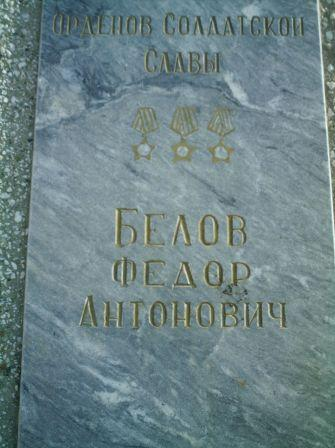 Орденов Солдатской
Славы
Белов
Федор
Антонович